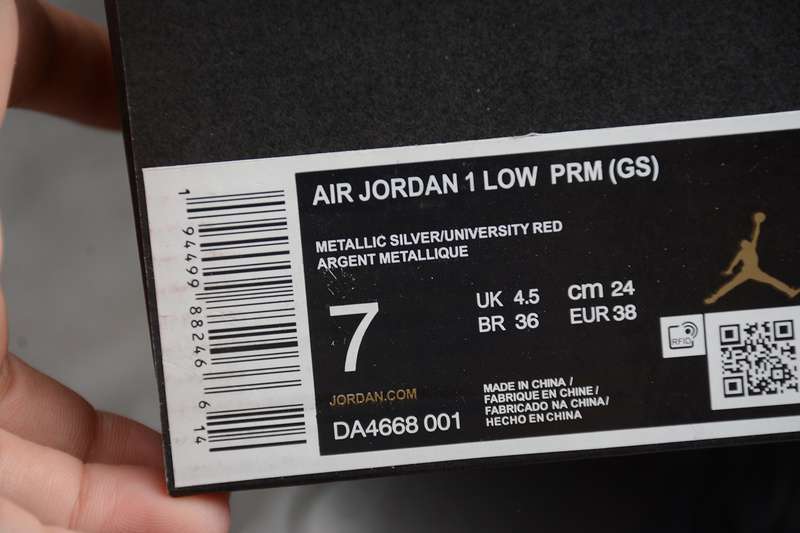 AIR JORDAN 1 LOW PRM (GS)
METALLIC SILVER/UNIVERSITY RED
ARGENT METALLIQUE
7
UK 4.5 cm 24
BR 36 EUR 38
RFID
JORDAN.COM
DA4668 001
MADE IN CHINA /
FABRIQUE EN CHINE /
FABRICADO NA CHINA/
HECHO EN CHINA
1 94499 88246 6 14